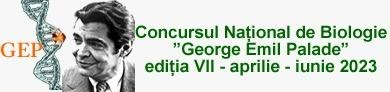 GEP
Concursul Național de Biologie
”George Emil Palade”
ediția VII - aprilie - iunie 2023